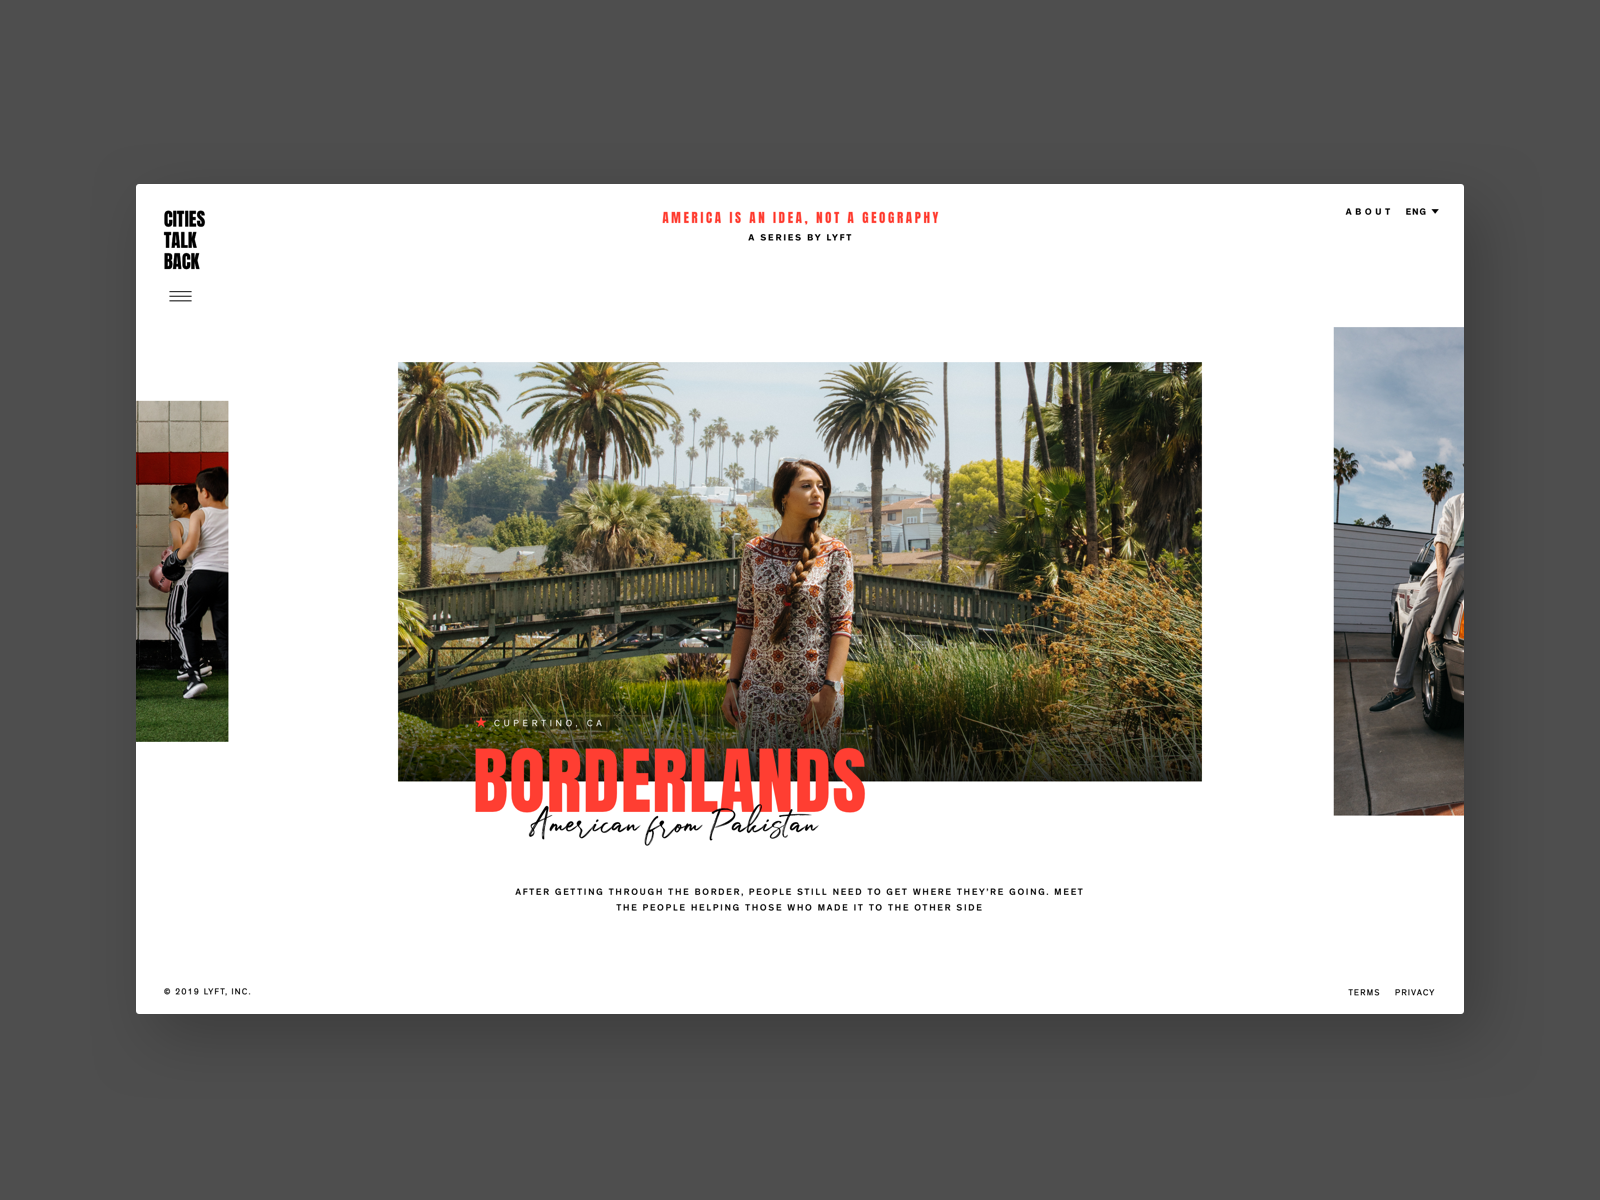 CITIES
TALK
BACK
AMERICA IS AN IDEA, NOT A GEOGRAPHY
A SERIES BY LYFT
ABOUT ENG
CUPERTINO, CA
BORDERLANDS
American from Pakistan
AFTER GETTING THROUGH THE BORDER, PEOPLE STILL NEED TO GET WHERE THEY'RE GOING. MEET
THE PEOPLE HELPING THOSE WHO MADE IT TO THE OTHER SIDE
© 2019 LYFT, INC.
TERMS PRIVACY